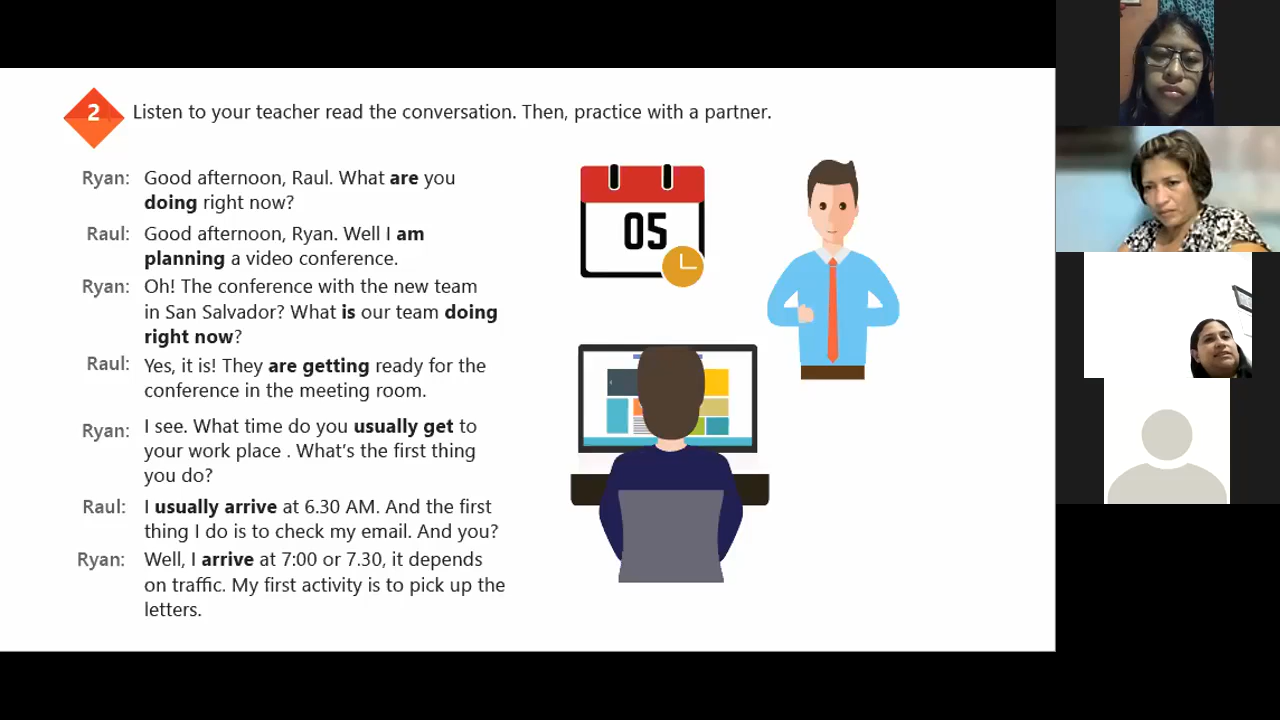 2 Listen to your teacher read the conversation. Then, practice with a partner.
Ryan: Good afternoon, Raul. What are you
doing right now?
Raul: Good afternoon, Ryan. Well I am
planning a video conference.
Ryan: Oh! The conference with the new team
in San Salvador? What is our team doing
right now?
Raul: Yes, it is! They are getting ready for the
conference in the meeting room.
Ryan: I see. What time do you usually get to
your work place . What's the first thing
you do?
Raul: I usually arrive at 6.30 AM. And the first
thing I do is to check my email. And you?
Ryan: Well, I arrive at 7:00 or 7.30, it depends
on traffic. My first activity is to pick up the
letters.
05